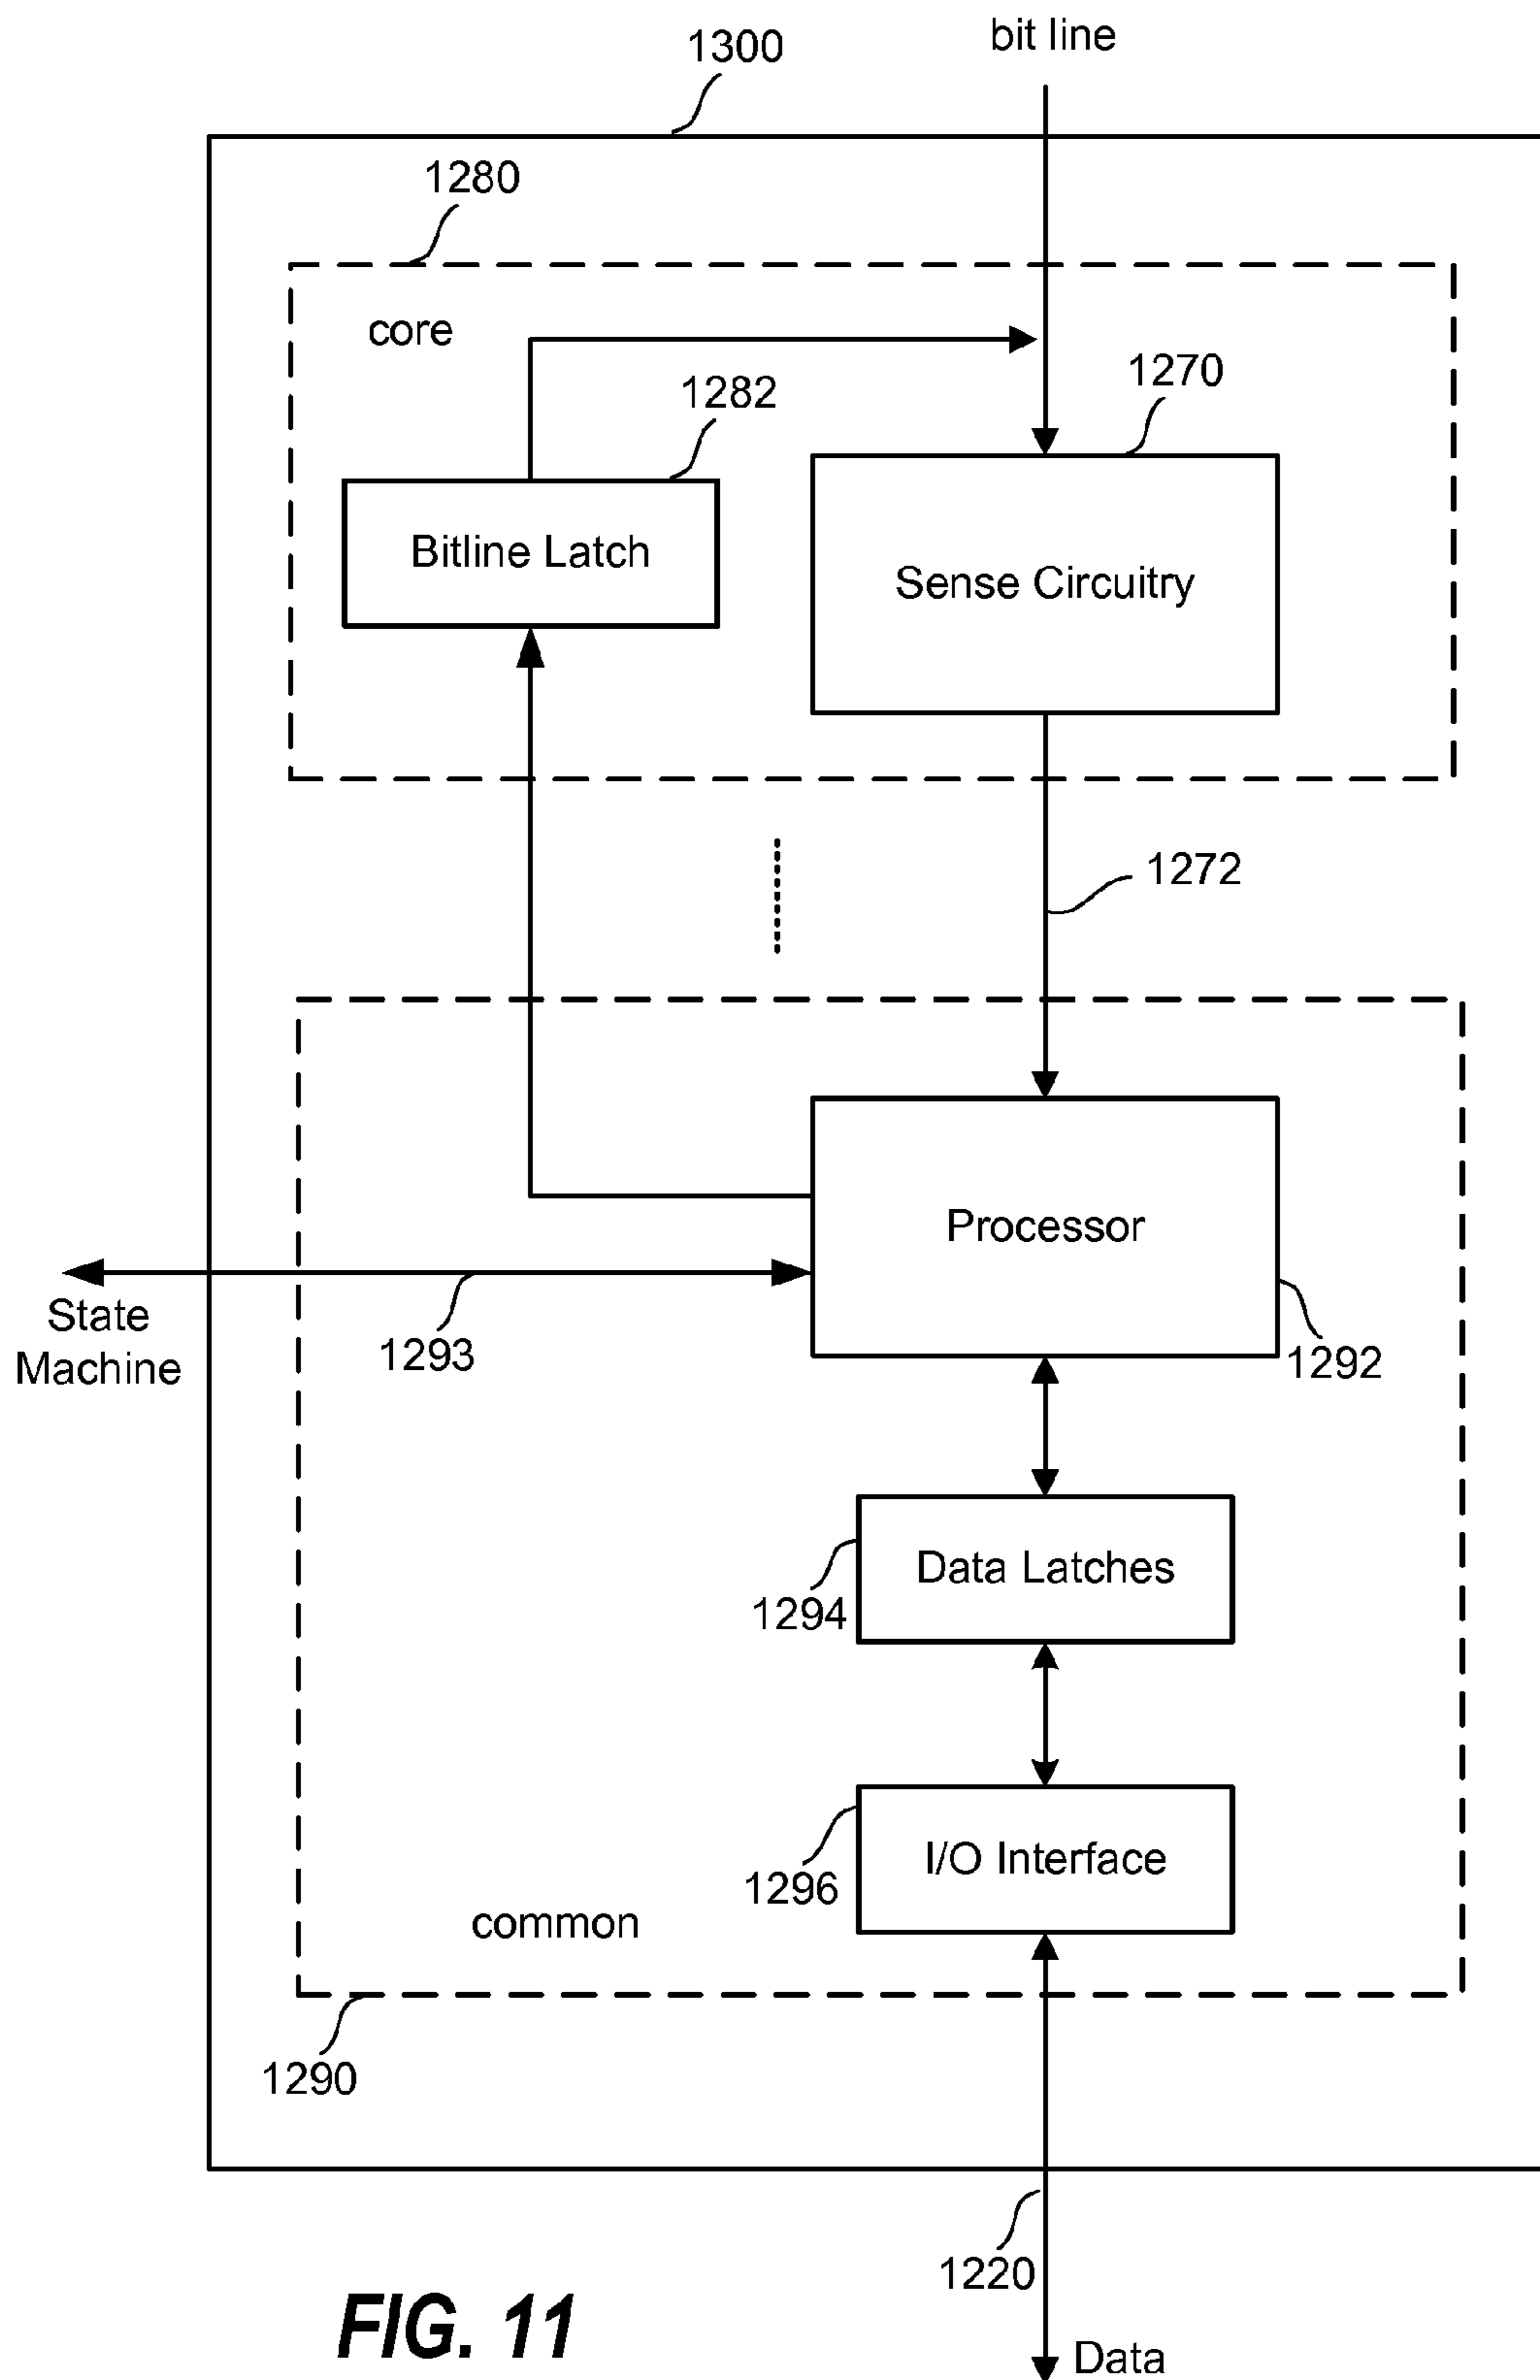 bit line
1300
1280
core
1282
1270
Bitline Latch
Sense Circuitry
1272
Processor
State
Machine
1293
1292
Data Latches
1294
I/O Interface
1296
common
1290
1220
FIG. 11
Data